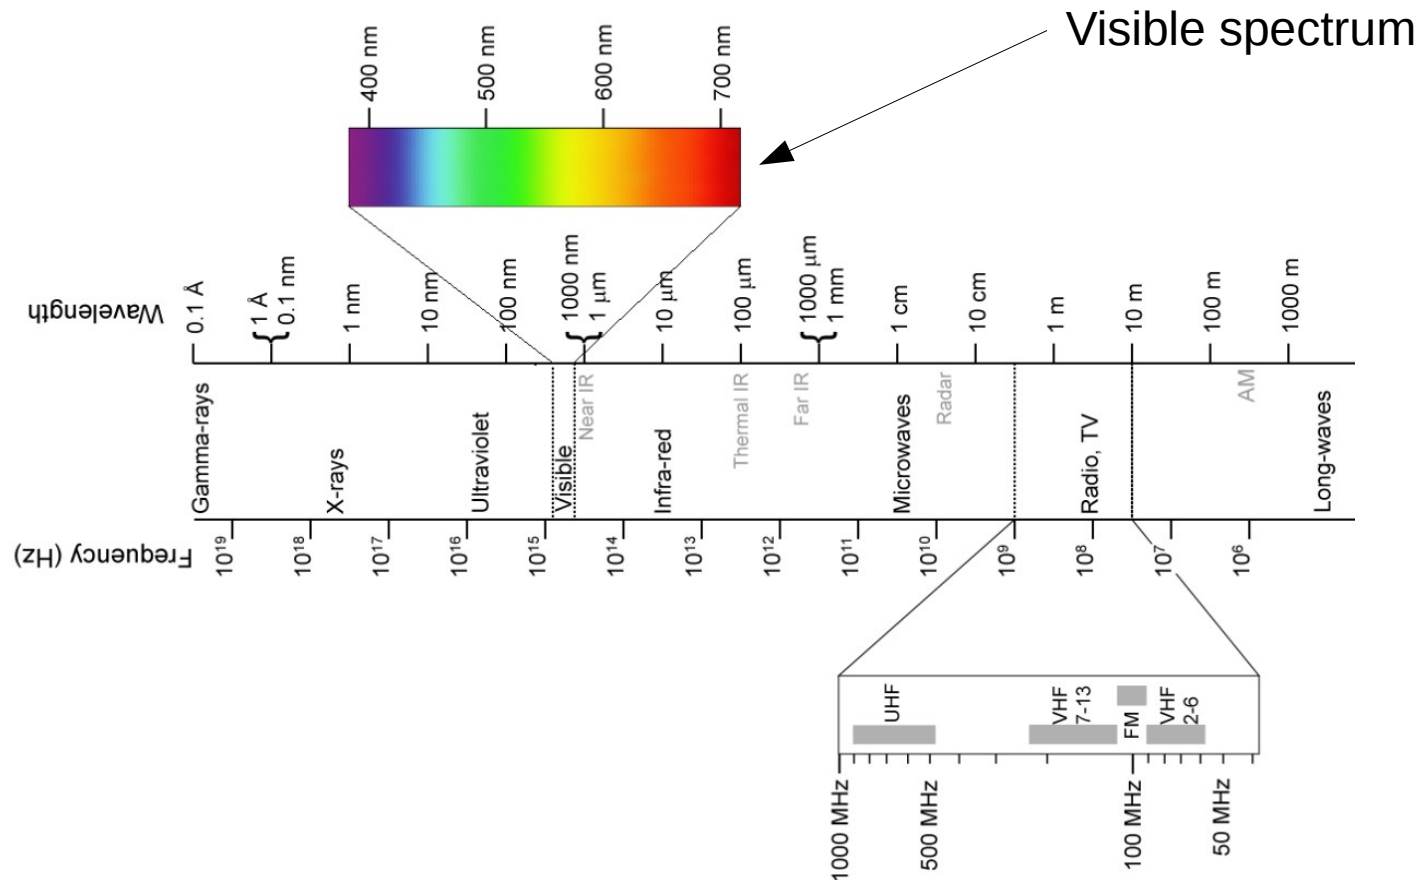 Visible spectrum
400 nm
500 nm
600 nm
700 nm
Wavelength
0.1 Å
1 Å
0.1 nm
1 nm
10 nm
100 nm
1000 nm
1 µm
10 µm
100 µm
1000 µm
1 mm
1 cm
10 cm
1 m
10 m
100 m
1000 m
Gamma-rays
X-rays
Ultraviolet
Visible
Near IR
Infra-red
Thermal IR
Far IR
Microwaves
Radar
Radio, TV
AM
Long-waves
Frequency (Hz)
10¹⁹
10¹⁸
10¹⁷
10¹⁶
10¹⁵
10¹⁴
10¹³
10¹²
10¹¹
10¹⁰
10⁹
10⁸
10⁷
10⁶
UHF
VHF
7-13
FM
VHF
2-6
1000 MHz
500 MHz
100 MHz
50 MHz